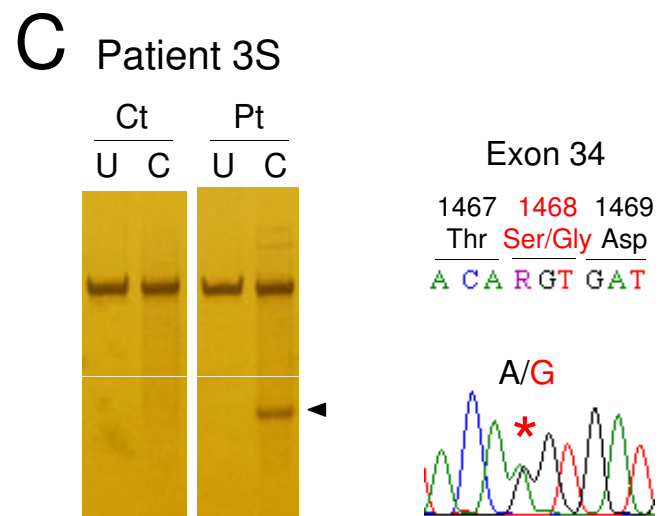 C Patient 3S
Ct Pt
U C U C
Exon 34
1467 1468 1469
Thr Ser/Gly Asp
A C A R G T G A T
A/G
*